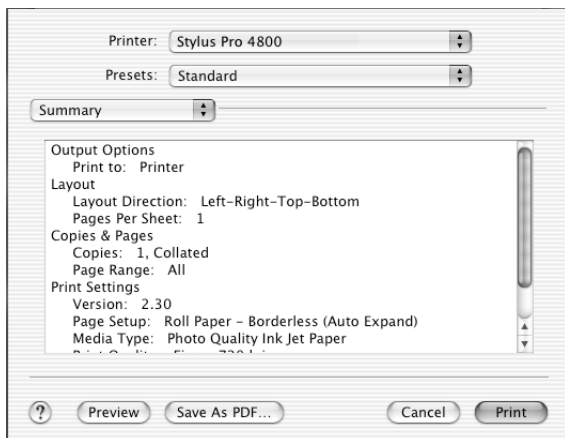 Printer: Stylus Pro 4800
Presets: Standard
Summary
Output Options
Print to: Printer
Layout
Layout Direction: Left-Right-Top-Bottom
Pages Per Sheet: 1
Copies & Pages
Copies: 1, Collated
Page Range: All
Print Settings
Version: 2.30
Page Setup: Roll Paper - Borderless (Auto Expand)
Media Type: Photo Quality Ink Jet Paper
? Preview Save As PDF... Cancel Print